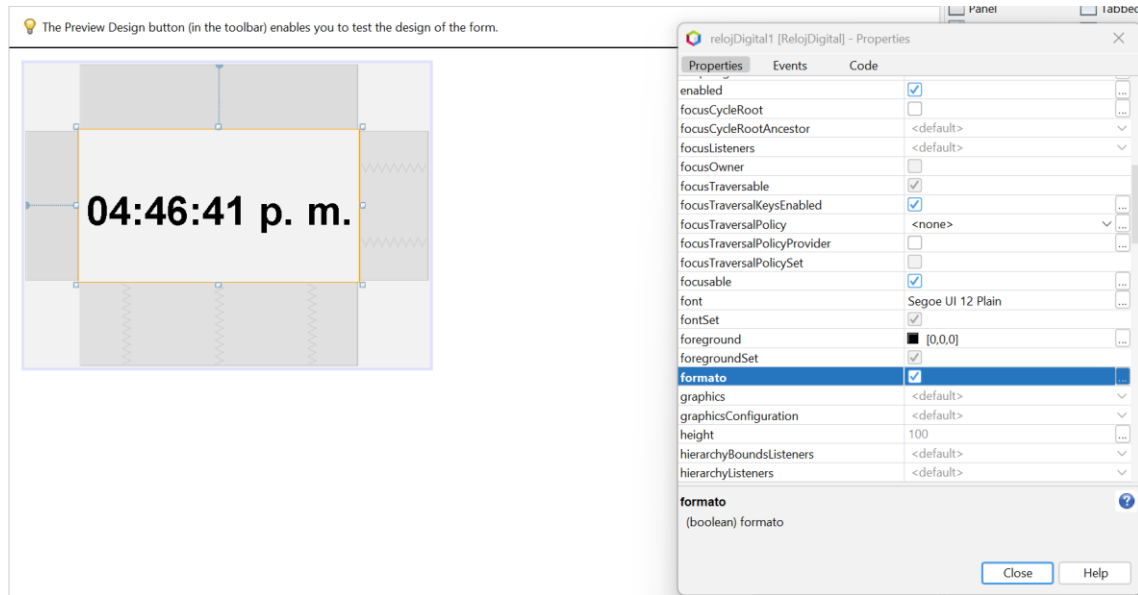 Panel Tabbed
The Preview Design button (in the toolbar) enables you to test the design of the form.
04:46:41 p. m.
relojDigital1 [RelojDigital] - Properties
Properties Events Code
enabled ...
focusCycleRoot ...
focusCycleRootAncestor <default>
focusListeners <default>
focusOwner
focusTraversable
focusTraversalKeysEnabled ...
focusTraversalPolicy <none> ...
focusTraversalPolicyProvider ...
focusTraversalPolicySet
focusable ...
font Segoe UI 12 Plain ...
fontSet
foreground [0,0,0] ...
foregroundSet
formato ...
graphics <default>
graphicsConfiguration <default>
height 100 ...
hierarchyBoundsListeners <default>
hierarchyListeners <default>
formato
(boolean) formato
Close Help